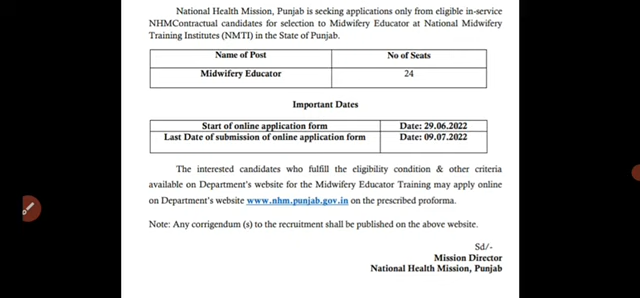 National Health Mission, Punjab is seeking applications only from eligible in-service
NHMContractual candidates for selection to Midwifery Educator at National Midwifery
Training Institutes (NMTI) in the State of Punjab.
Name of Post No of Seats
Midwifery Educator 24
Important Dates
Start of online application form Date: 29.06.2022
Last Date of submission of online application form Date: 09.07.2022
The interested candidates who fulfill the eligibility condition & other criteria
available on Department's website for the Midwifery Educator Training may apply online
on Department's website www.nhm.punjab.gov.in on the prescribed proforma.
Note: Any corrigendum (s) to the recruitment shall be published on the above website.
Sd/-
Mission Director
National Health Mission, Punjab